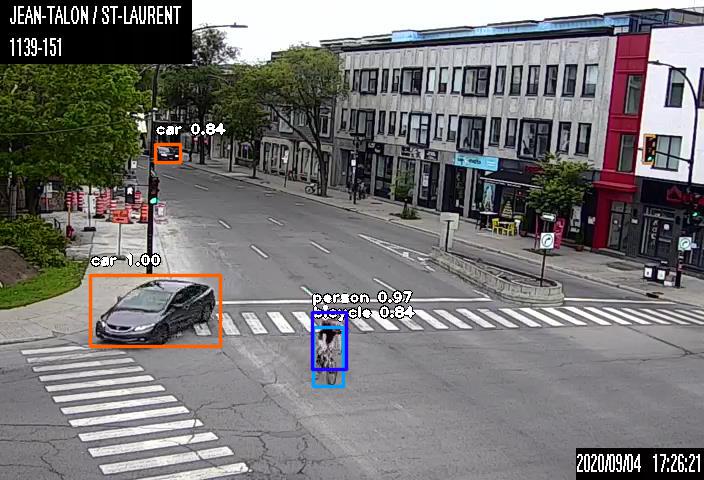 JEAN-TALON / ST-LAURENT
1139-151
car 0.84
car 1.00
person 0.97
bicycle 0.84
2020/09/04 17:26:21